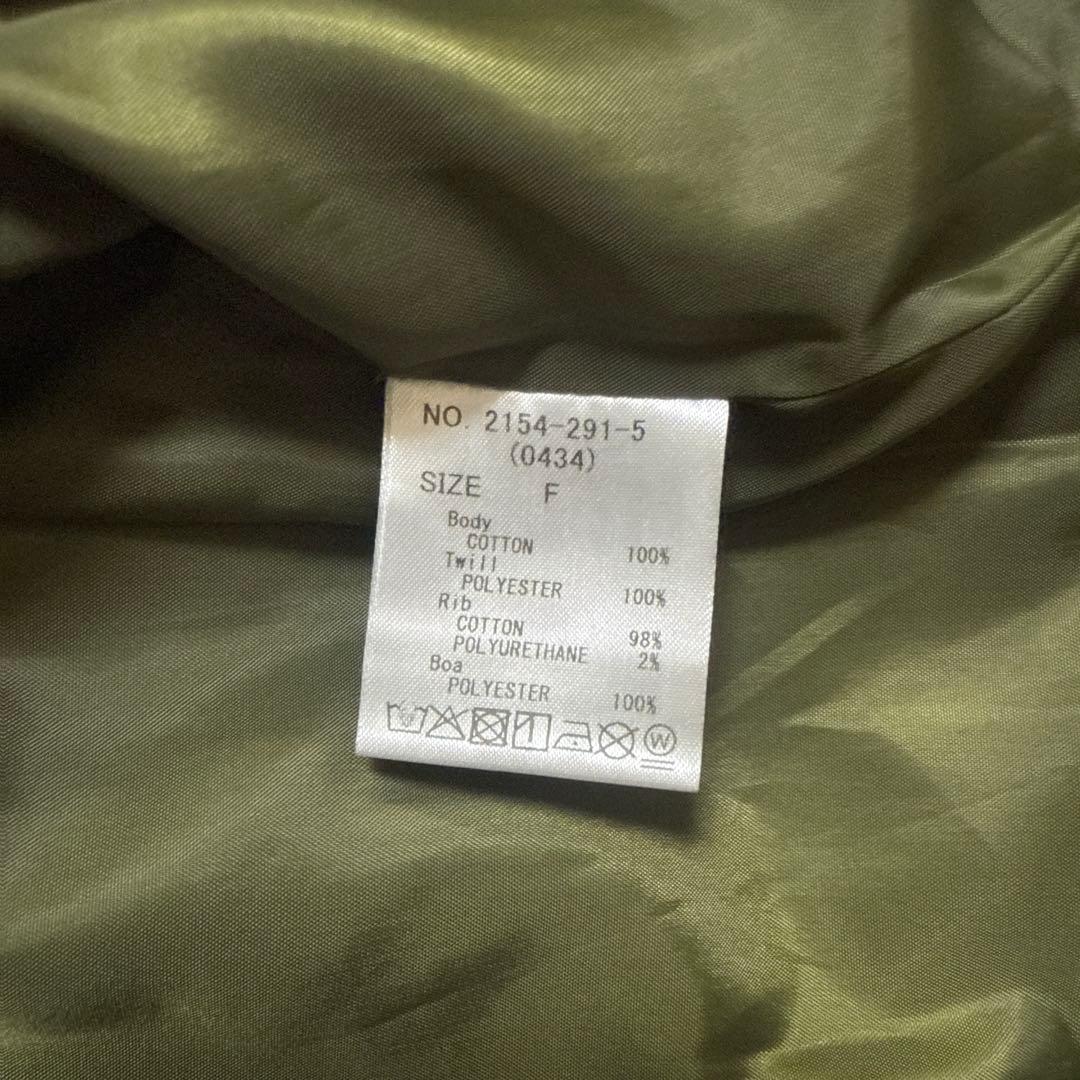 NO. 2154-291-5
(0434)
SIZE F
Body
COTTON 100%
Twill
POLYESTER 100%
Rib
COTTON 98%
POLYURETHANE 2%
Boa
POLYESTER 100%
W